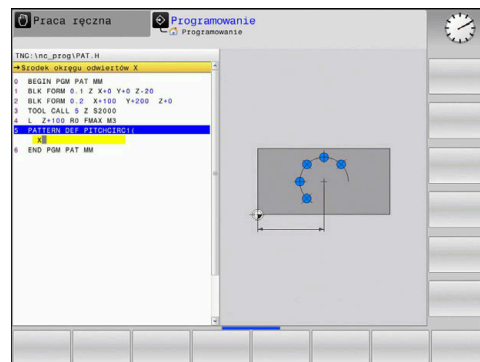 Praca ręczna
Programowanie
Programowanie
TNC:\nc_prog\PAT.H
→Srodek okręgu odwiertów X
0 BEGIN PGM PAT MM
1 BLK FORM 0.1 Z X+0 Y+0 Z-20
2 BLK FORM 0.2 X+100 Y+200 Z+0
3 TOOL CALL 5 Z S2000
4 L Z+100 R0 FMAX M3
5 PATTERN DEF PITCHCIRC1(
X
6 END PGM PAT MM